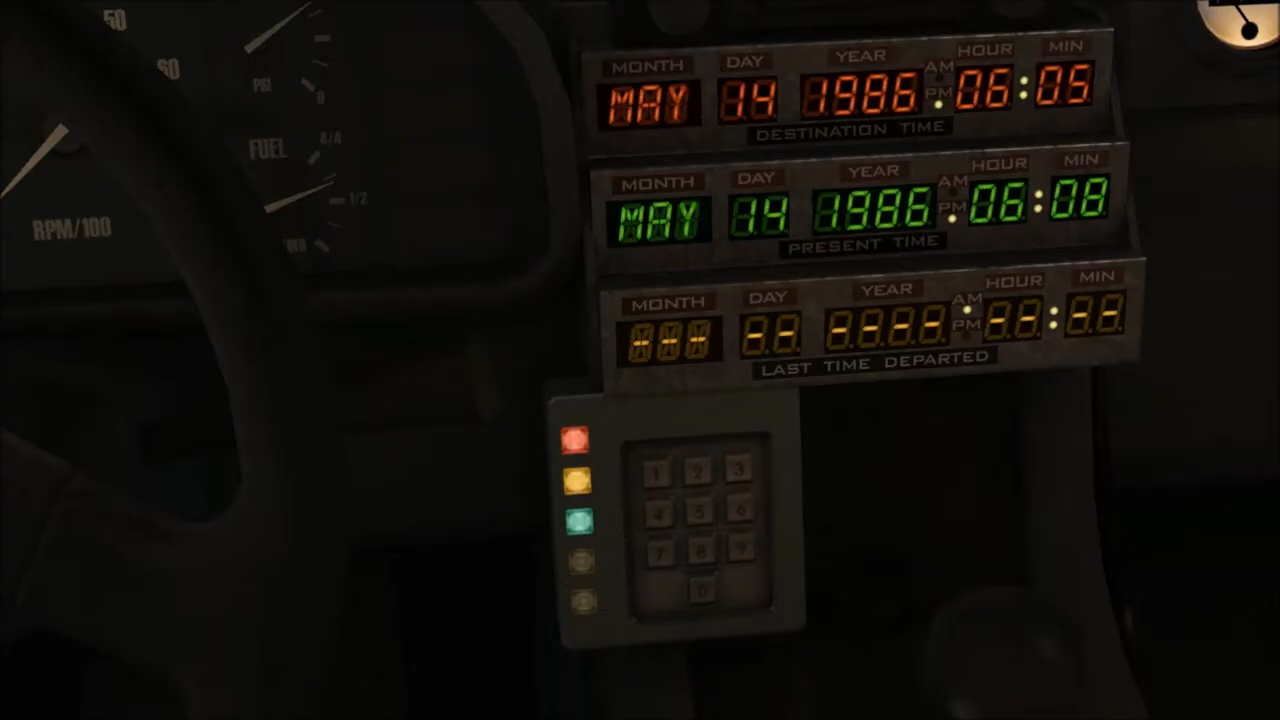 50
60
PSI
0
4/4
FUEL
1/2
RPM/100
MONTH DAY YEAR AM PM HOUR MIN
MAY 14 1986 06:05
DESTINATION TIME
MONTH DAY YEAR AM PM HOUR MIN
MAY 14 1986 06:08
PRESENT TIME
MONTH DAY YEAR AM PM HOUR MIN
--- -- ---- --:--
LAST TIME DEPARTED
1 2 3
4 5 6
7 8 9
0